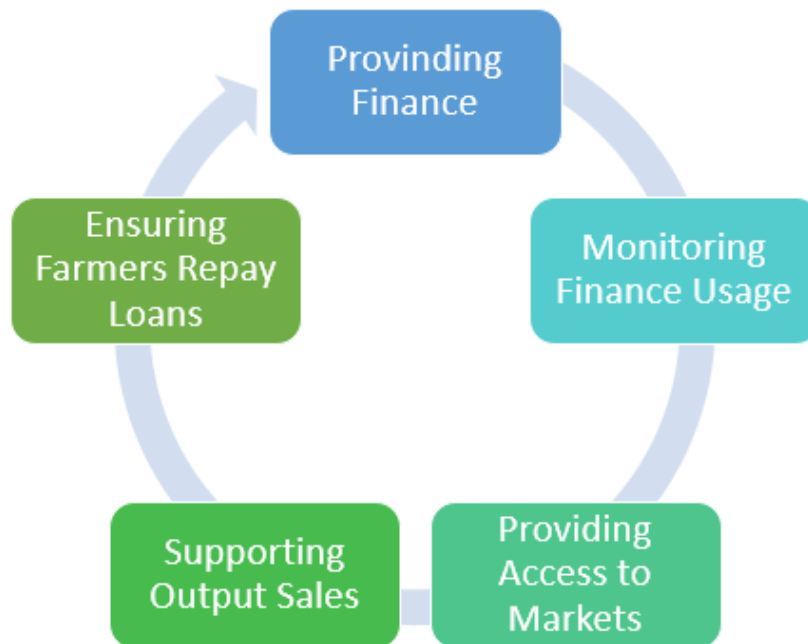 Provinding
Finance
Monitoring
Finance Usage
Providing
Access to
Markets
Supporting
Output Sales
Ensuring
Farmers Repay
Loans